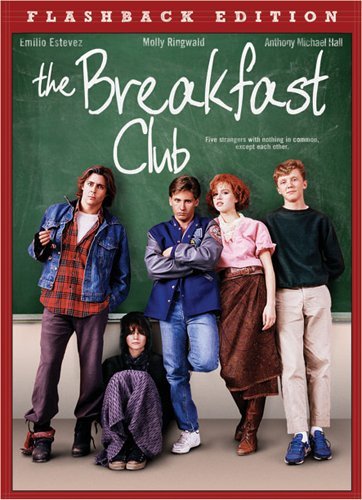 FLASHBACK EDITION
Emilio Estevez Molly Ringwald Anthony Michael Hall
the Breakfast
Club
Five strangers with nothing in common,
except each other.